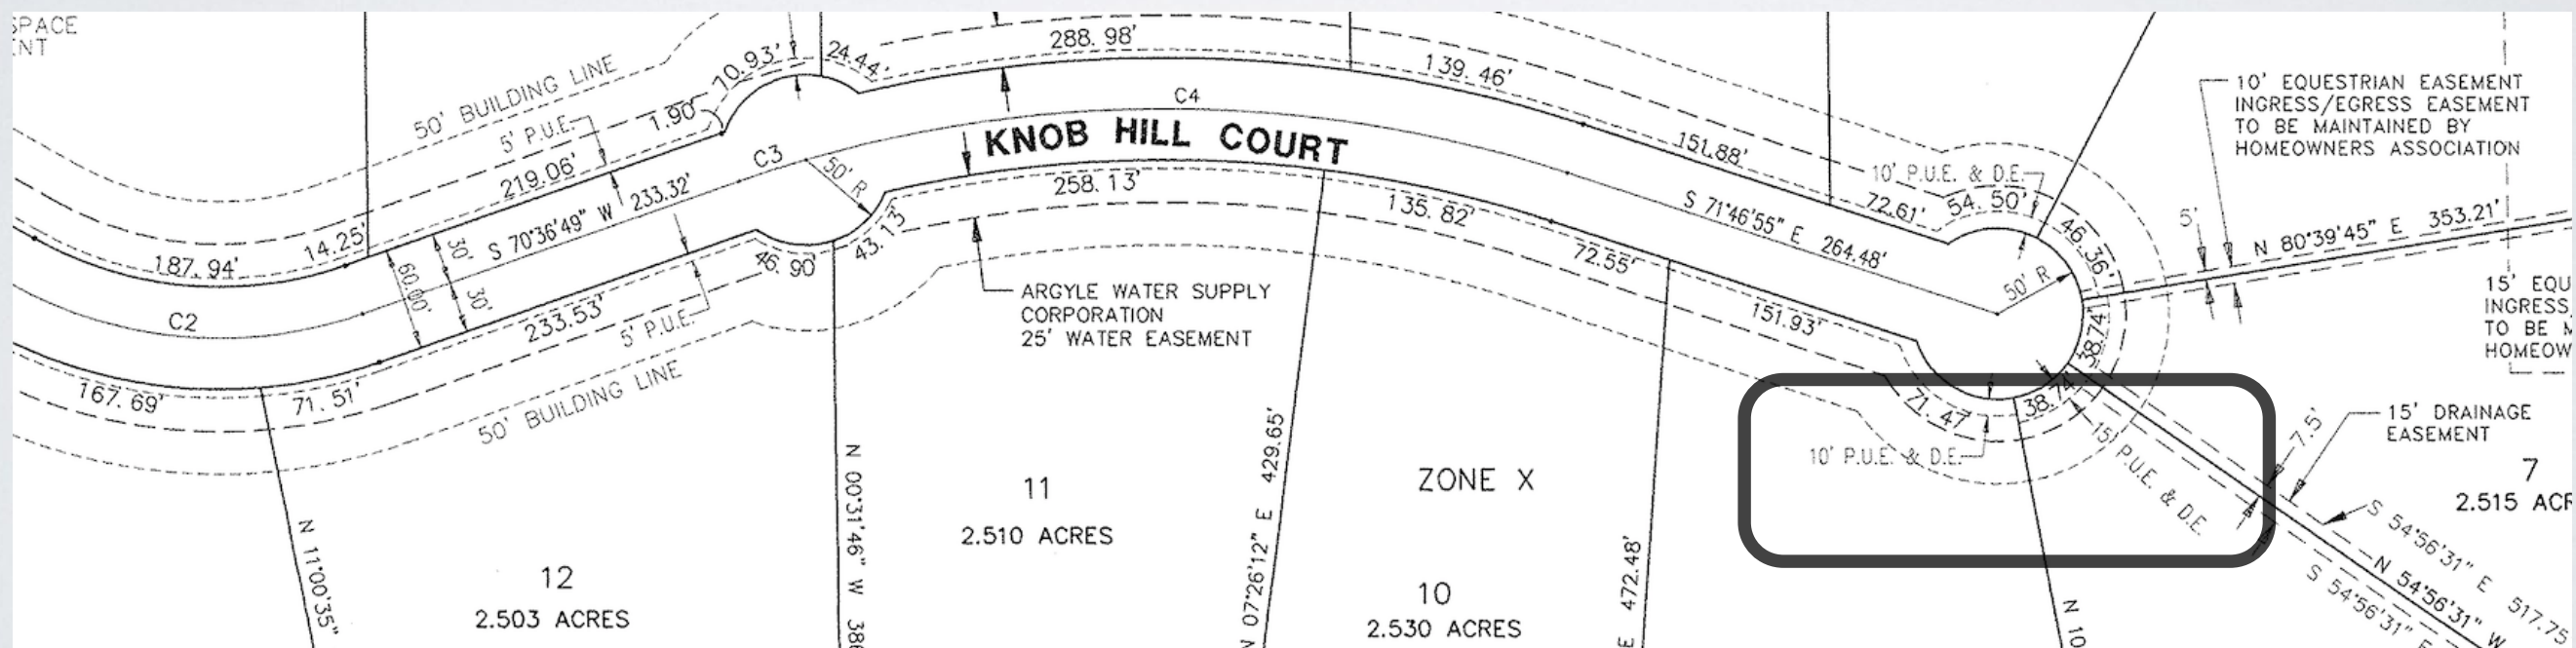 SPACE
ENT
50' BUILDING LINE
5' P.U.E.
1.90'
70.93'
24.44'
288.98'
139.46'
C4
KNOB HILL COURT
C3
50' R
219.06'
14.25'
187.94'
S 70°36'49" W 233.32'
30'
30'
60.00'
C2
233.53'
5' P.U.E.
50' BUILDING LINE
167.69'
71.51'
46.90'
43.13'
258.13'
135.82'
72.55'
151.93'
151.88'
S 71°46'55" E 264.48'
72.61'
10' P.U.E. & D.E.
54.50'
46.36'
50' R
38.74'
38.74'
71.47'
10' P.U.E. & D.E.
15' P.U.E. & D.E.
10' EQUESTRIAN EASEMENT
INGRESS/EGRESS EASEMENT
TO BE MAINTAINED BY
HOMEOWNERS ASSOCIATION
5'
N 80°39'45" E 353.21'
15' EQU
INGRESS
TO BE M
HOMEOW
ARGYLE WATER SUPPLY
CORPORATION
25' WATER EASEMENT
7.5'
15' DRAINAGE
EASEMENT
7
2.515 ACR
S 54°56'31" E 517.75
N 54°56'31" W
S 54°56'31" E
N 11°00'35"
12
2.503 ACRES
N 00°31'46" W 386
11
2.510 ACRES
N 07°26'12" E 429.65'
ZONE X
10
2.530 ACRES
E 472.48'
N 10